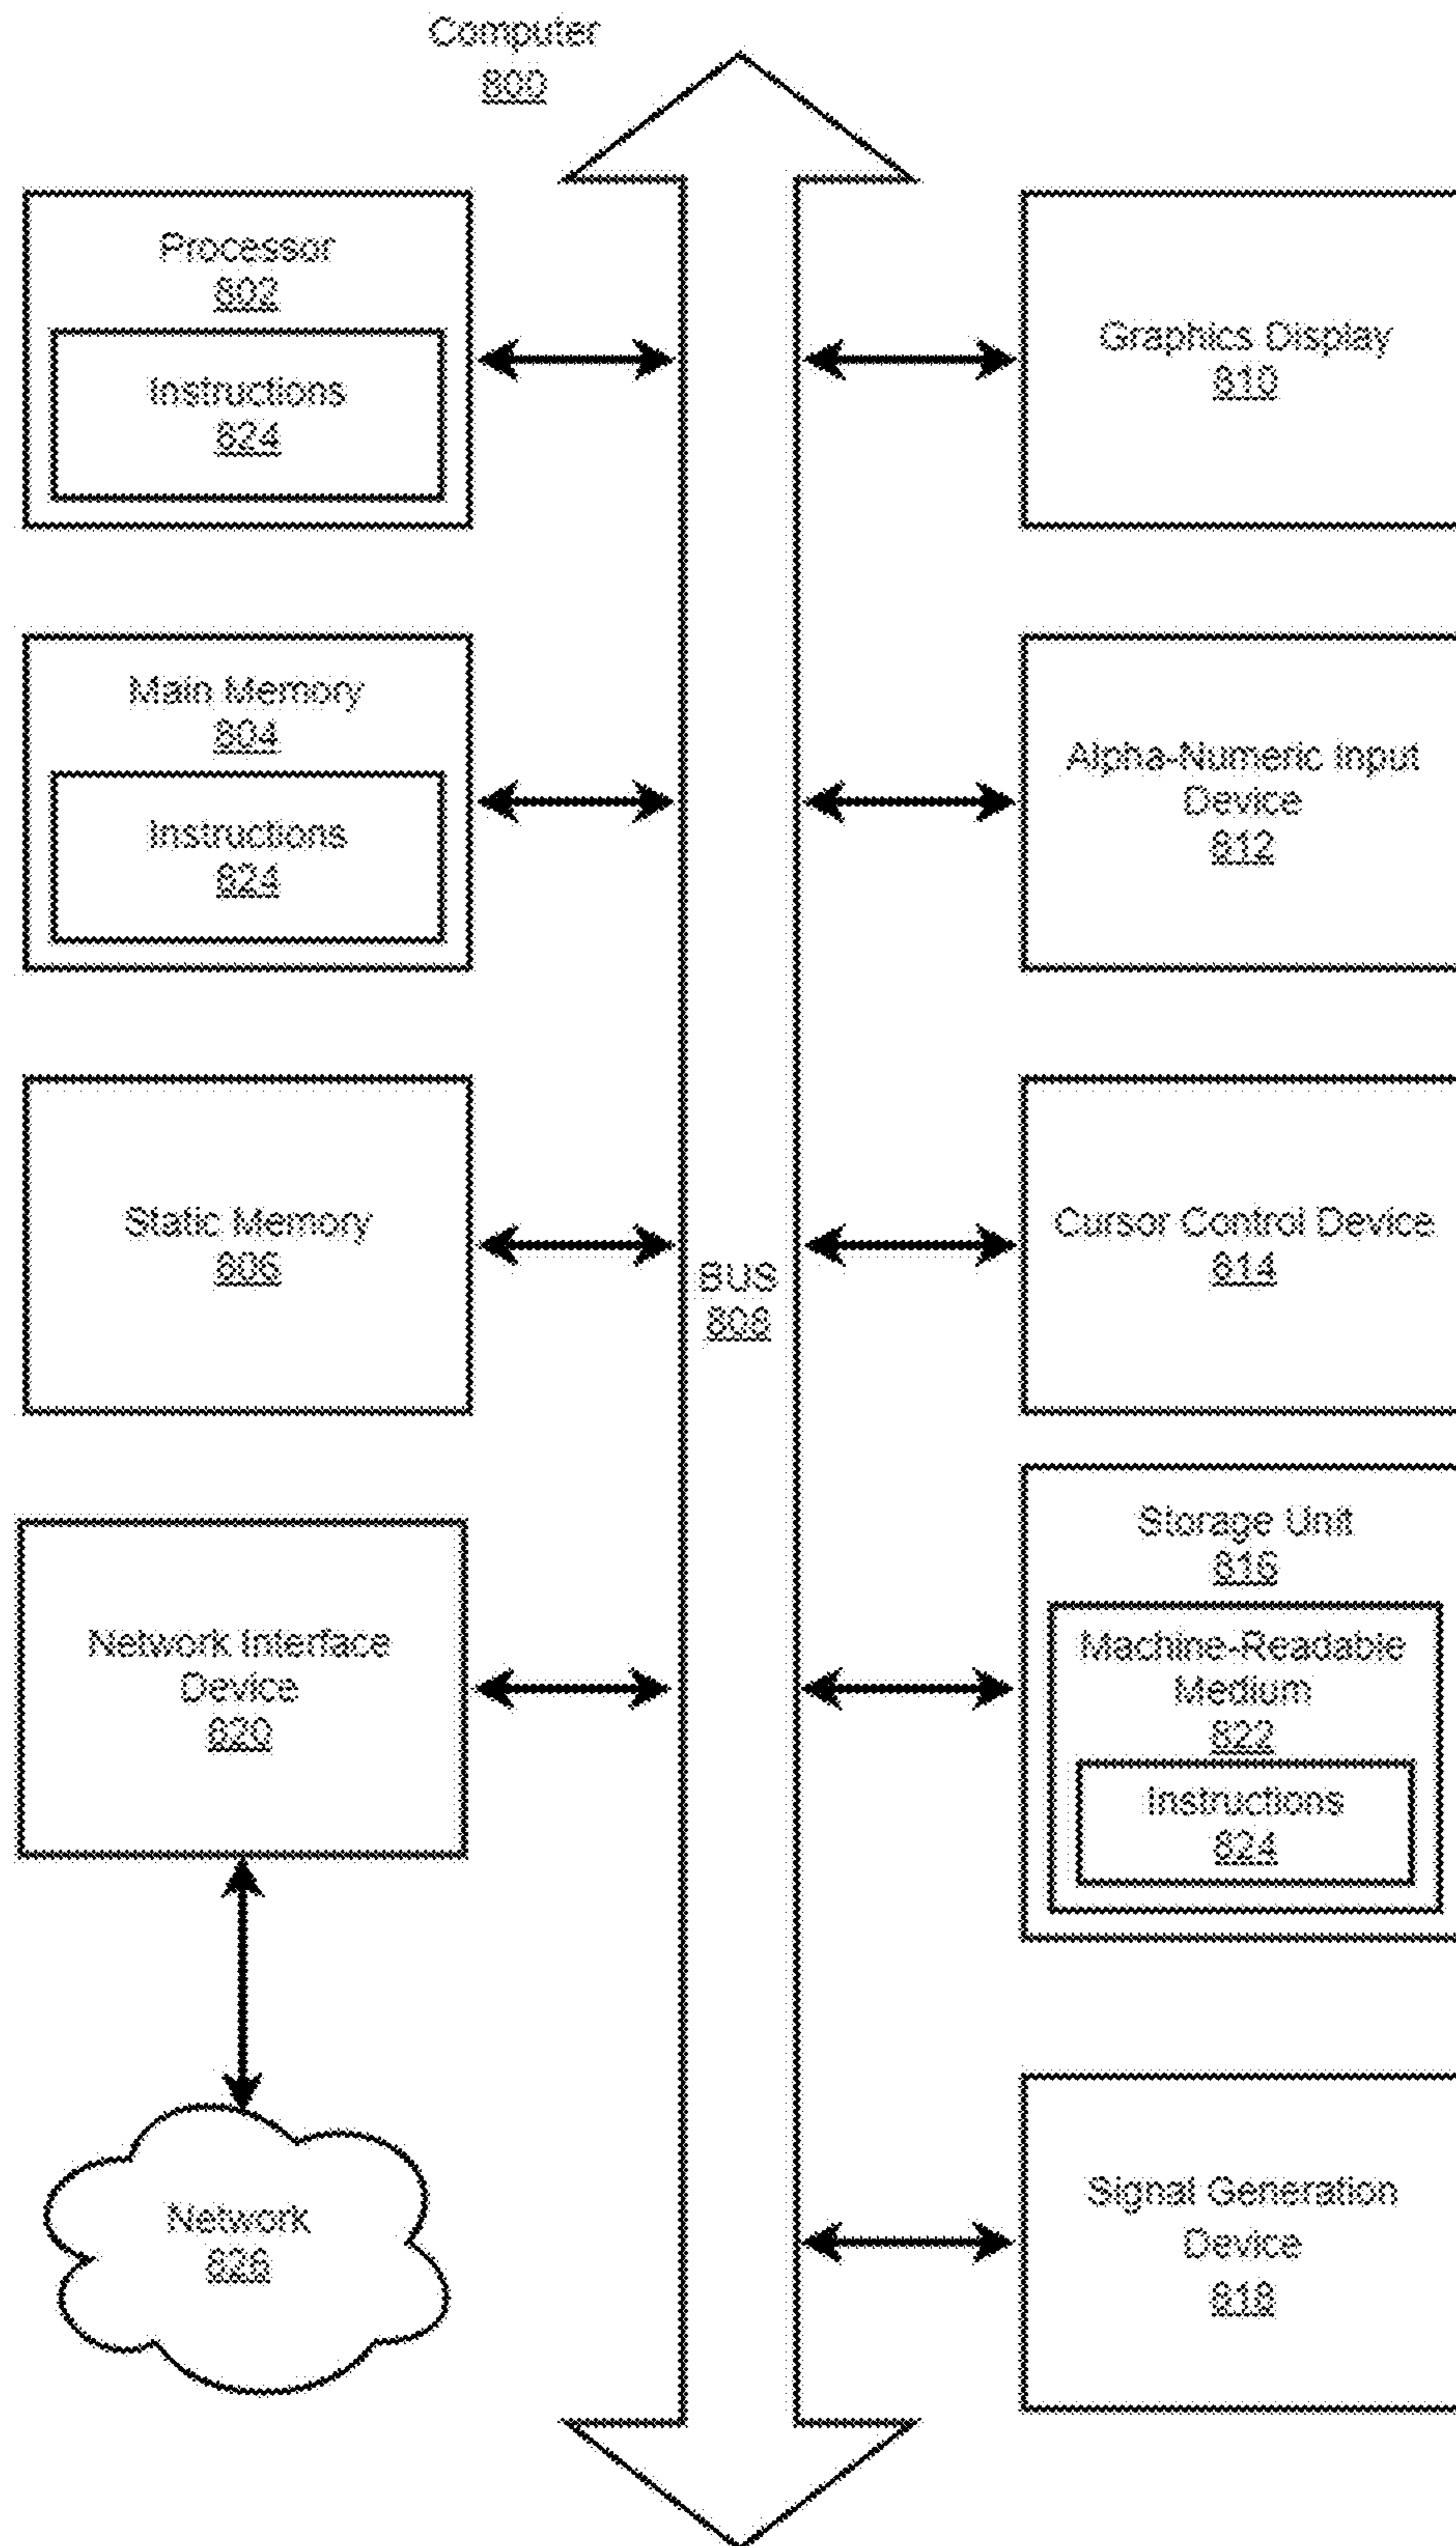 Computer
800
Processor
802
Instructions
824
Main Memory
804
Instructions
824
Static Memory
806
Network Interface
Device
820
Network
826
BUS
808
Graphics Display
810
Alpha-Numeric Input
Device
812
Cursor Control Device
814
Storage Unit
816
Machine-Readable
Medium
822
Instructions
824
Signal Generation
Device
818